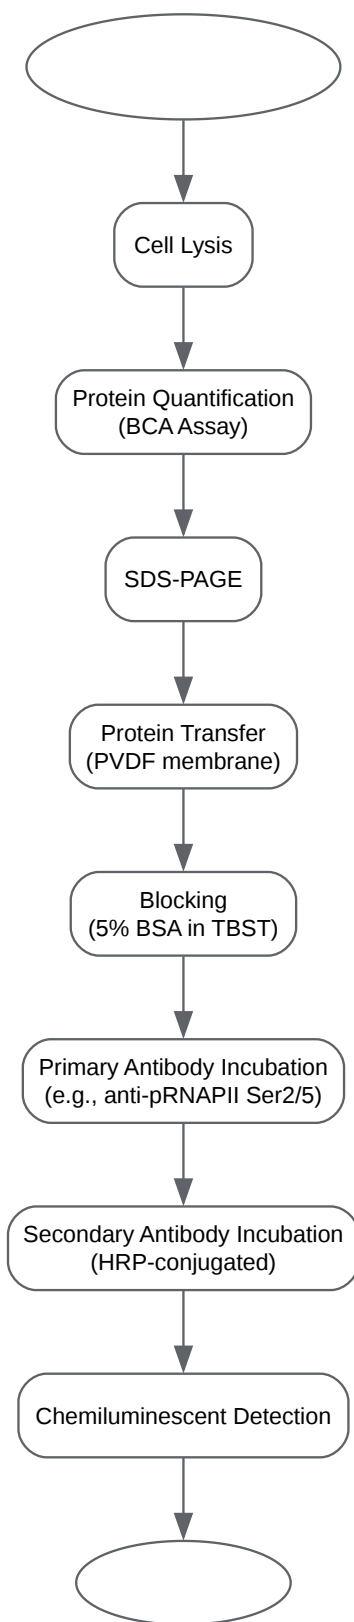 Cell Lysis
Protein Quantification
(BCA Assay)
SDS-PAGE
Protein Transfer
(PVDF membrane)
Blocking
(5% BSA in TBST)
Primary Antibody Incubation
(e.g., anti-pRNAPII Ser2/5)
Secondary Antibody Incubation
(HRP-conjugated)
Chemiluminescent Detection